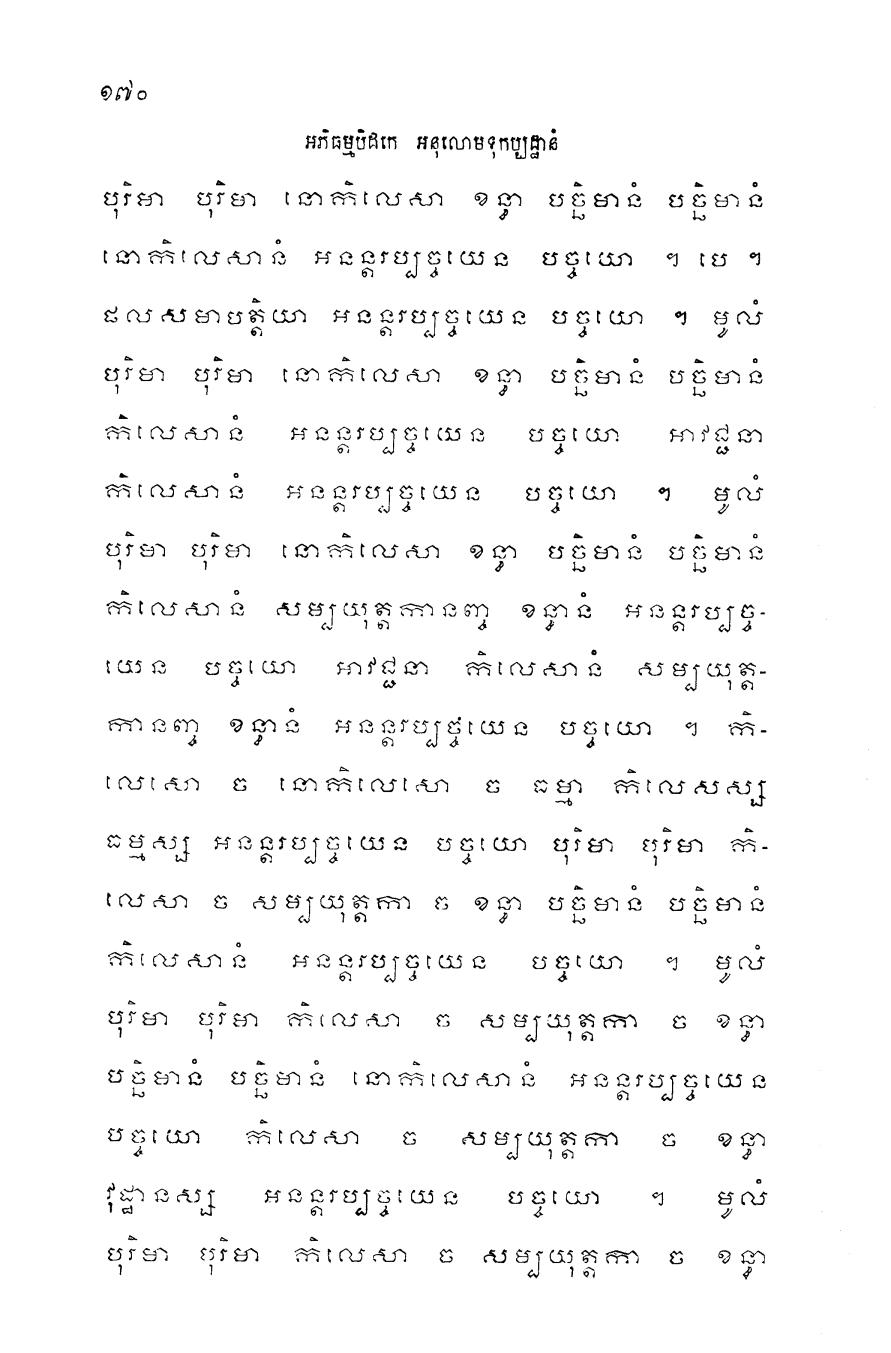 ១៧០
អភិធម្មបិដកេ អនុលោមទុកប្បដ្ឋានំ
បុរិមា បុរិមា នោកិលេសា ខន្ធា បច្ឆិមានំ បច្ឆិមានំ
នោកិលេសានំ អនន្តរប្បច្ចយេន បច្ចយោ ។ បេ ។
ផលសមាបត្តិយា អនន្តរប្បច្ចយេន បច្ចយោ ។ មូលំ
បុរិមា បុរិមា នោកិលេសា ខន្ធា បច្ឆិមានំ បច្ឆិមានំ
កិលេសានំ អនន្តរប្បច្ចយេន បច្ចយោ អាវជ្ជនា
កិលេសានំ អនន្តរប្បច្ចយេន បច្ចយោ ។ មូលំ
បុរិមា បុរិមា នោកិលេសា ខន្ធា បច្ឆិមានំ បច្ឆិមានំ
កិលេសានំ សម្បយុត្តកានញ្ច ខន្ធានំ អនន្តរប្បច្ច-
យេន បច្ចយោ អាវជ្ជនា កិលេសានំ សម្បយុត្ត-
កានញ្ច ខន្ធានំ អនន្តរប្បច្ចំយេន បច្ចយោ ។ កិ-
លេសោ ច នោកិលេសោ ច ធម្មា កិលេសស្ស
ធម្មស្ស អនន្តរប្បច្ចយេន បច្ចយោ បុរិមា បុរិមា កិ-
លេសា ច សម្បយុត្តកា ច ខន្ធា បច្ឆិមានំ បច្ឆិមានំ
កិលេសានំ អនន្តរប្បច្ចយេន បច្ចយោ ។ មូលំ
បុរិមា បុរិមា កិលេសា ច សម្បយុត្តកា ច ខន្ធា
បច្ឆិមានំ បច្ឆិមានំ នោកិលេសានំ អនន្តរប្បច្ចយេន
បច្ចយោ កិលេសា ច សម្បយុត្តកា ច ខន្ធា
វុដ្ឋានស្ស អនន្តរប្បច្ចយេន បច្ចយោ ។ មូលំ
បុរិមា បុរិមា កិលេសា ច សម្បយុត្តកា ច ខន្ធា